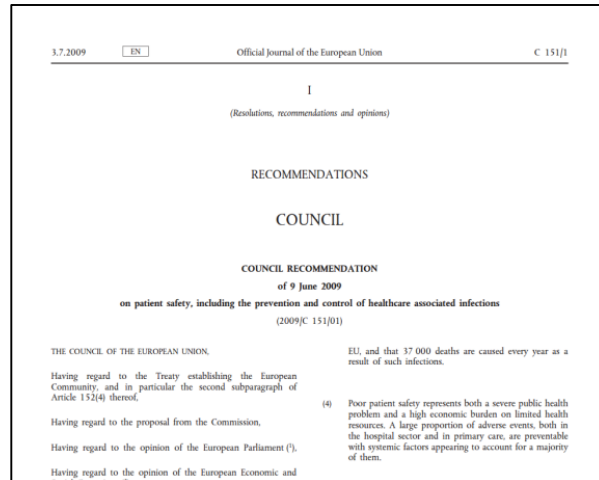 3.7.2009 EN Official Journal of the European Union C 151/1
I
(Resolutions, recommendations and opinions)
RECOMMENDATIONS
COUNCIL
COUNCIL RECOMMENDATION
of 9 June 2009
on patient safety, including the prevention and control of healthcare associated infections
(2009/C 151/01)
THE COUNCIL OF THE EUROPEAN UNION,
Having regard to the Treaty establishing the European
Community, and in particular the second subparagraph of
Article 152(4) thereof,
Having regard to the proposal from the Commission,
Having regard to the opinion of the European Parliament (¹),
Having regard to the opinion of the European Economic and
EU, and that 37 000 deaths are caused every year as a
result of such infections.
(4) Poor patient safety represents both a severe public health
problem and a high economic burden on limited health
resources. A large proportion of adverse events, both in
the hospital sector and in primary care, are preventable
with systemic factors appearing to account for a majority
of them.